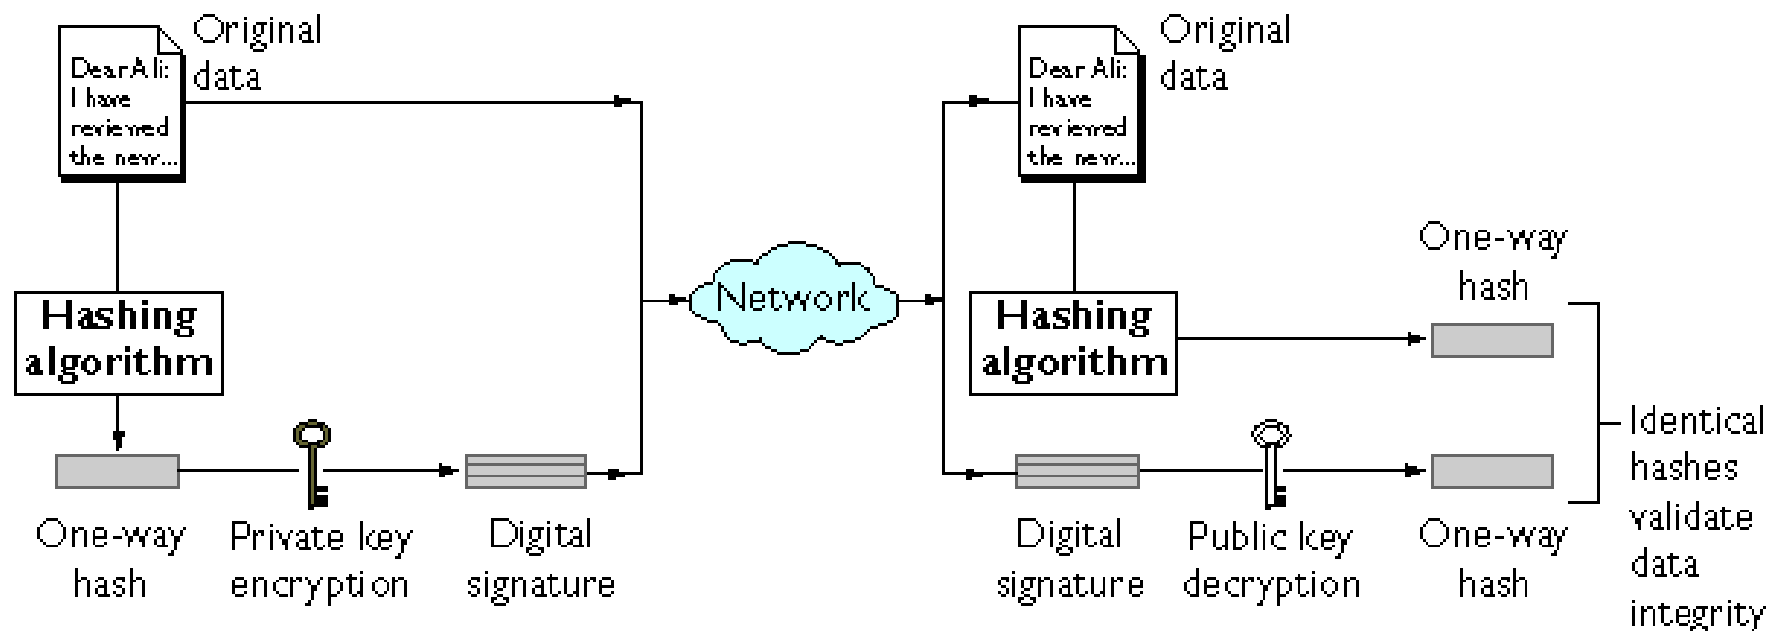 Original
data
Dear Ali:
I have
reviewed
the new...
Hashing
algorithm
One-way
hash
Private key
encryption
Digital
signature
Network
Original
data
Dear Ali:
I have
reviewed
the new...
Hashing
algorithm
One-way
hash
Digital
signature
Public key
decryption
One-way
hash
Identical
hashes
validate
data
integrity